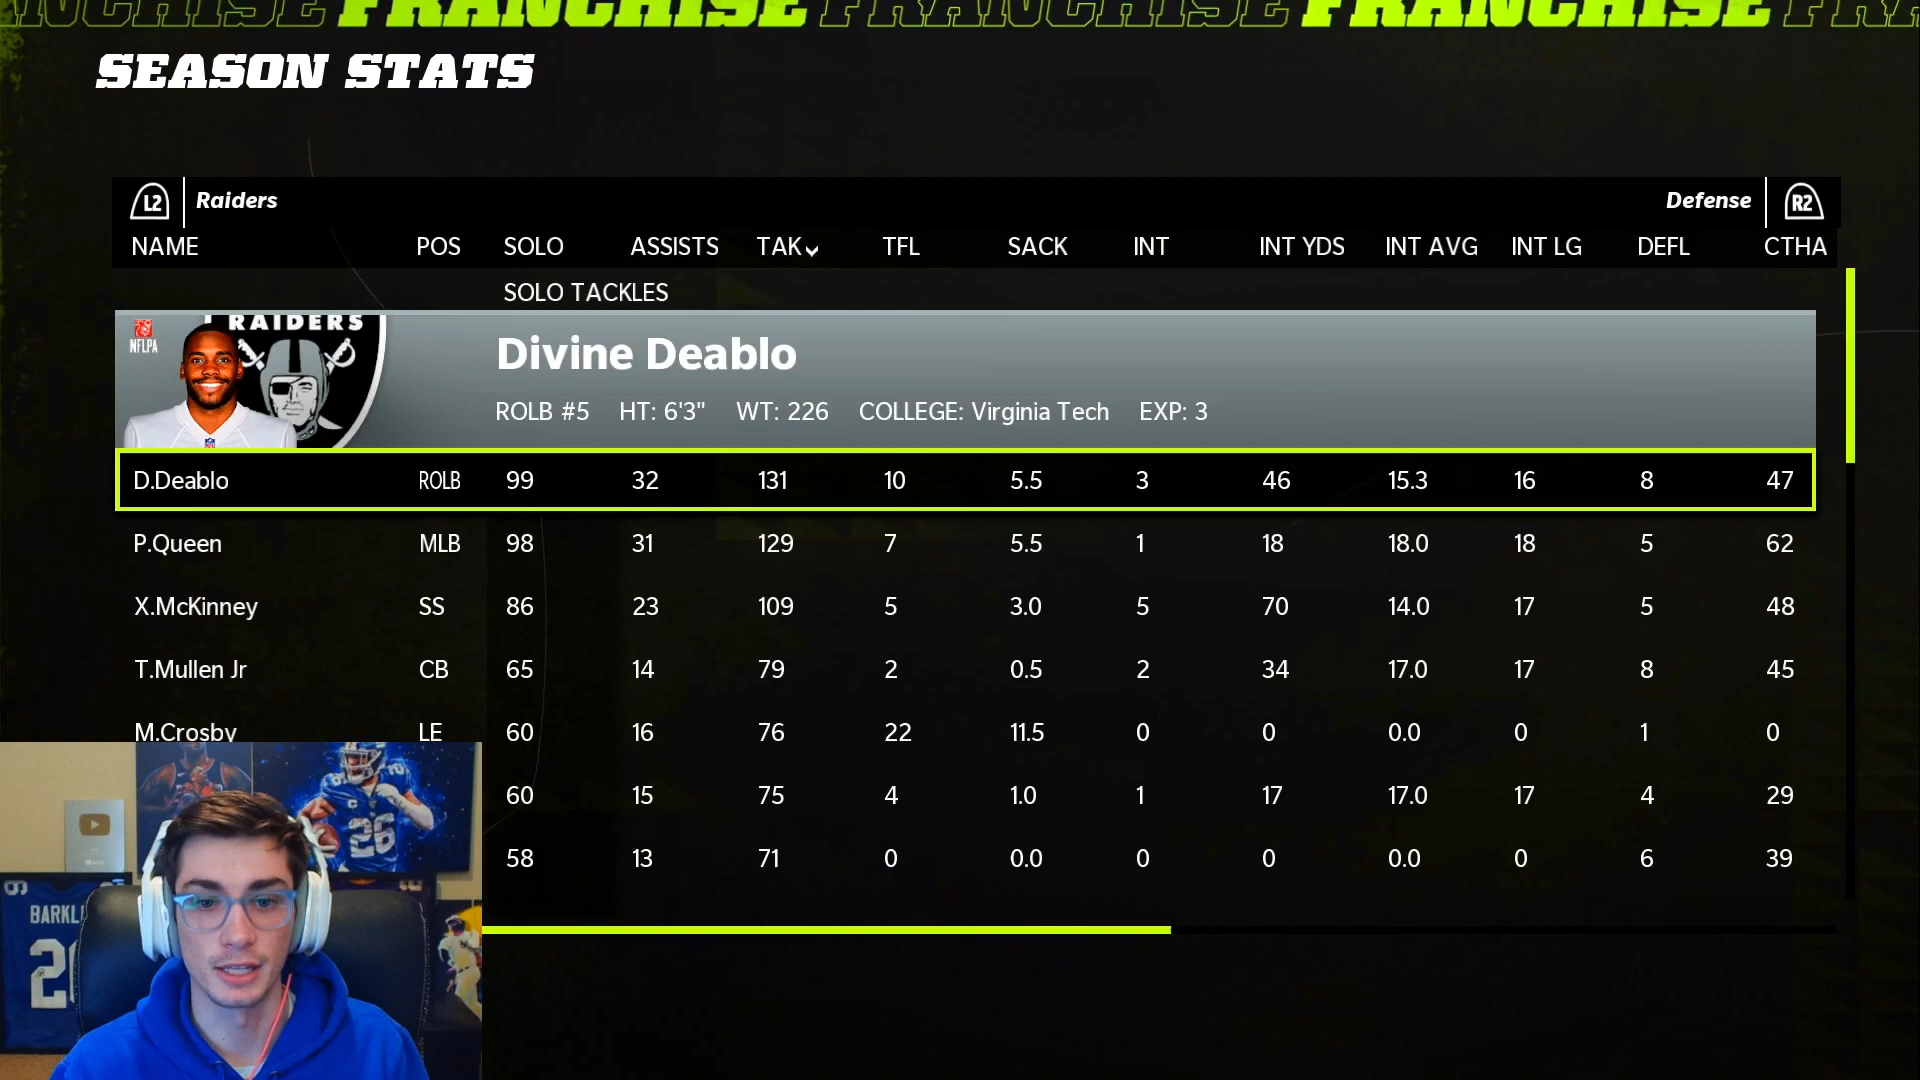 FRANCHISE FRANCHISE FRANCHISE FRANCHISE
SEASON STATS
L2 Raiders Defense R2
NAME POS SOLO ASSISTS TAK TFL SACK INT INT YDS INT AVG INT LG DEFL CTHA
SOLO TACKLES
NFLPA
RAIDERS
Divine Deablo
ROLB #5 HT: 6'3" WT: 226 COLLEGE: Virginia Tech EXP: 3
D.Deablo ROLB 99 32 131 10 5.5 3 46 15.3 16 8 47
P.Queen MLB 98 31 129 7 5.5 1 18 18.0 18 5 62
X.McKinney SS 86 23 109 5 3.0 5 70 14.0 17 5 48
T.Mullen Jr CB 65 14 79 2 0.5 2 34 17.0 17 8 45
M.Crosby LE 60 16 76 22 11.5 0 0 0.0 0 1 0
60 15 75 4 1.0 1 17 17.0 17 4 29
58 13 71 0 0.0 0 0 0.0 0 6 39
26
BARKL
2